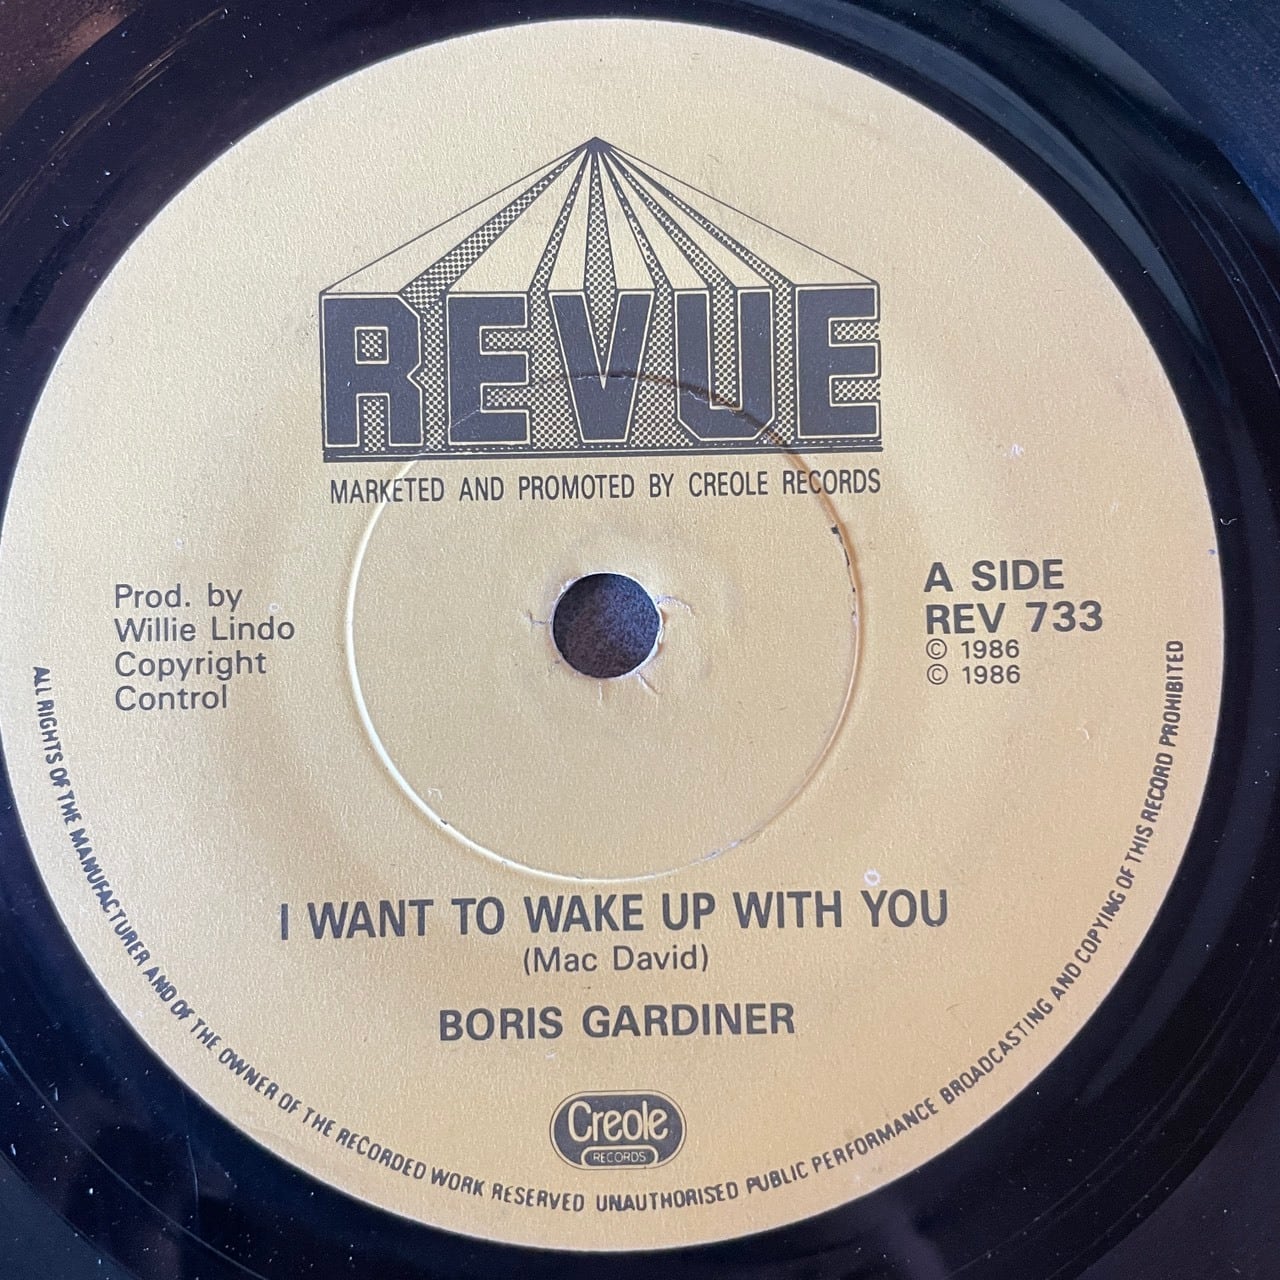 REVUE
MARKETED AND PROMOTED BY CREOLE RECORDS
Prod. by
Willie Lindo
Copyright
Control
A SIDE
REV 733
© 1986
© 1986
I WANT TO WAKE UP WITH YOU
(Mac David)
BORIS GARDINER
Creole
RECORDS
ALL RIGHTS OF THE MANUFACTURER AND OF THE OWNER OF THE RECORDED WORK RESERVED UNAUTHORISED PUBLIC PERFORMANCE BROADCASTING AND COPYING OF THIS RECORD PROHIBITED